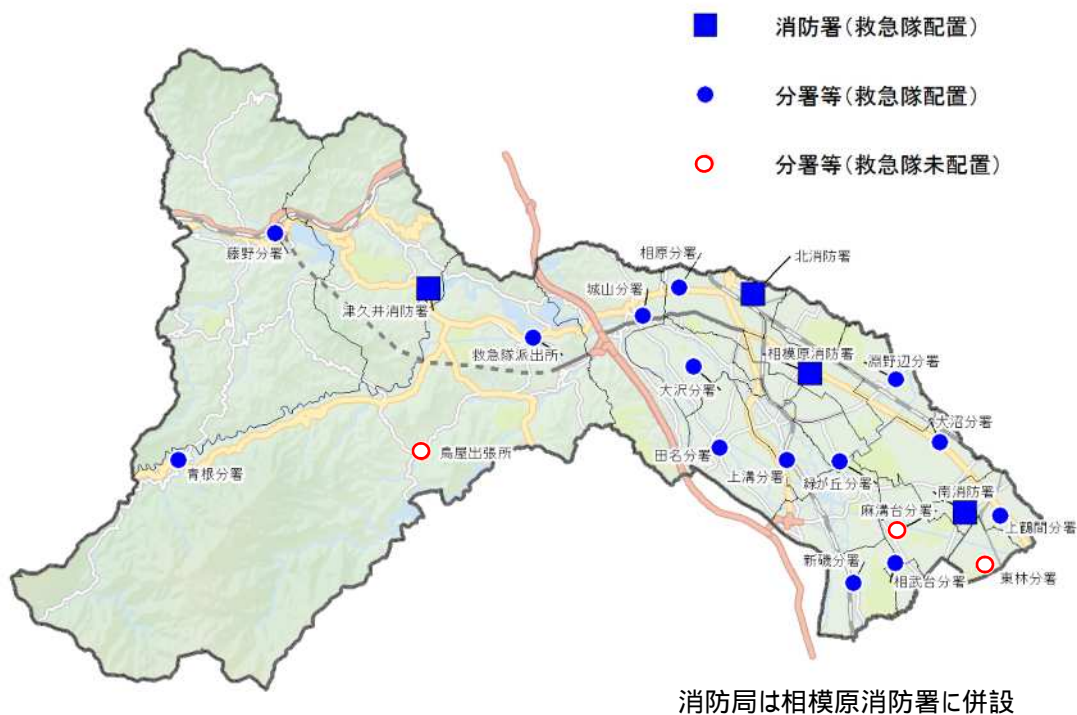 消防署(救急隊配置)
分署等(救急隊配置)
分署等(救急隊未配置)
藤野分署
津久井消防署
救急隊派出所
城山分署
相原分署
北消防署
相模原消防署
淵野辺分署
大沢分署
大沼分署
田名分署
上溝分署
緑が丘分署
南消防署
麻溝台分署
上鶴間分署
青根分署
鳥屋出張所
新磯分署
相武台分署
東林分署
消防局は相模原消防署に併設